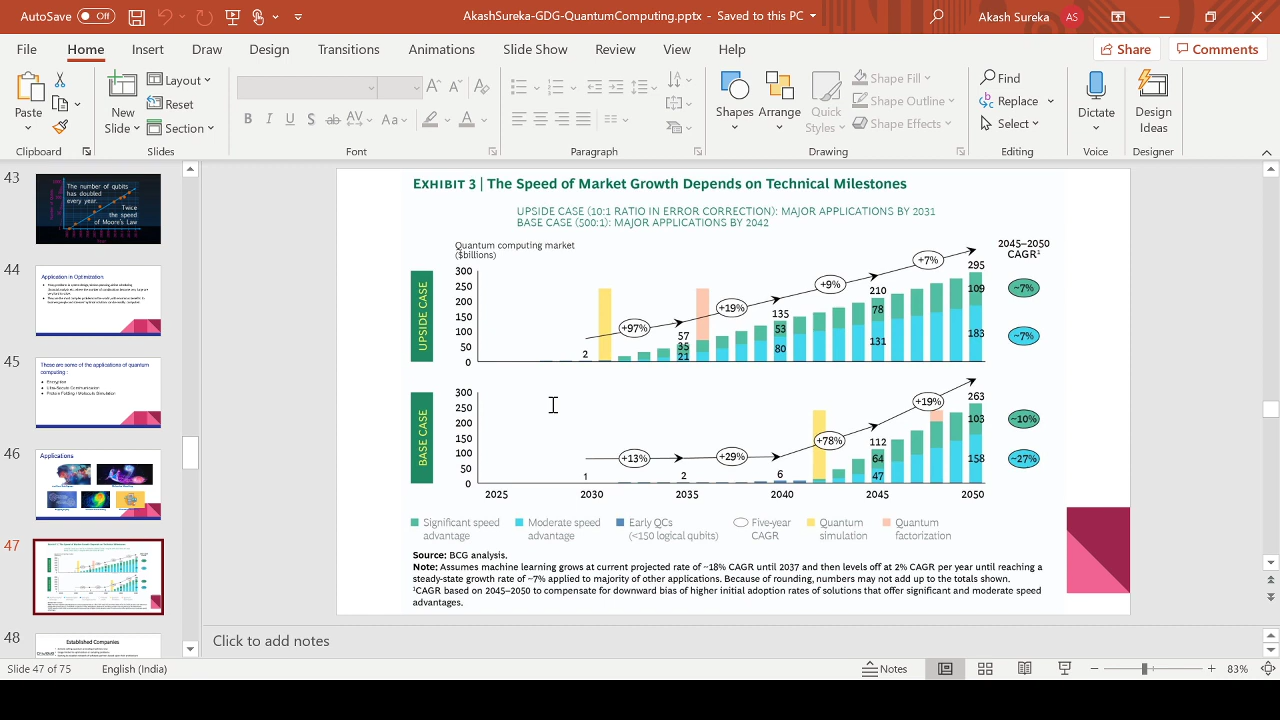 AutoSave Off
AkashSureka-GDG-QuantumComputing.pptx - Saved to this PC
Akash Sureka AS
File Home Insert Draw Design Transitions Animations Slide Show Review View Help
Share Comments
Paste
New Slide
Layout
Reset
Section
B I U S ab AV Aa A
Shapes Arrange Quick Styles
Shape Fill
Shape Outline
Shape Effects
Find
Replace
Select
Dictate
Design Ideas
Clipboard Slides Font Paragraph Drawing Editing Voice Designer
43
The number of qubits
has doubled
every year.
Twice
the speed
of Moore's Law
44
Application in Optimization:
45
These are some of the applications of quantum
computing :
Encryption
Ultra-Secure Communication
Protein Folding / Molecule Simulation
46
Applications
47
48
Established Companies
EXHIBIT 3 | The Speed of Market Growth Depends on Technical Milestones
UPSIDE CASE (10:1 RATIO IN ERROR CORRECTION): MAJOR APPLICATIONS BY 2031
BASE CASE (500:1): MAJOR APPLICATIONS BY 2042
Quantum computing market
($billions)
2045–2050
CAGR¹
UPSIDE CASE
300
250
200
150
100
50
0
2
+97%
57
35
21
+19%
135
53
80
+9%
210
78
131
+7%
295
109
183
~7%
~7%
BASE CASE
300
250
200
150
100
50
0
1
+13%
2
+29%
6
+78%
112
64
47
+19%
263
103
158
~10%
~27%
2025 2030 2035 2040 2045 2050
Significant speed advantage
Moderate speed advantage
Early QCs (<150 logical qubits)
Five-year CAGR
Quantum simulation
Quantum factorization
Source: BCG analysis.
Note: Assumes machine learning grows at current projected rate of ~18% CAGR until 2037 and then levels off at 2% CAGR per year until reaching a
steady-state growth rate of ~7% applied to majority of other applications. Because of rounding, numbers may not add up to the totals shown.
¹CAGR based on 2045–2050 to compensate for downward bias of higher initial adoption rates in solutions that offer significant and moderate speed
advantages.
Click to add notes
Slide 47 of 75 English (India)
Notes
83%